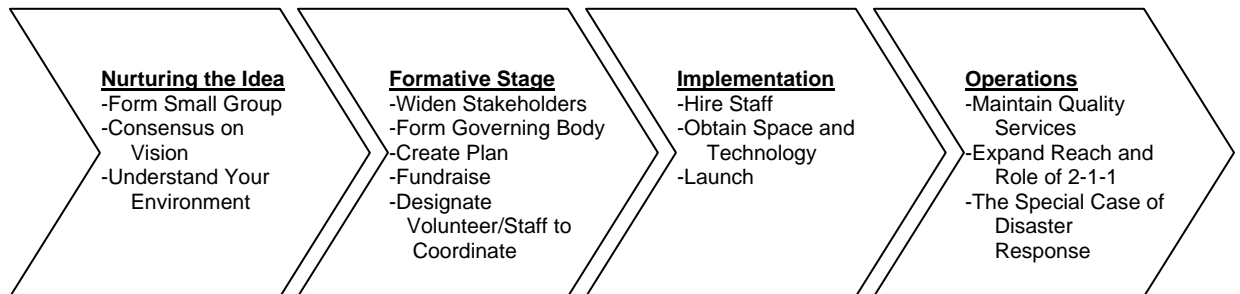 Nurturing the Idea
-Form Small Group
-Consensus on
Vision
-Understand Your
Environment
Formative Stage
-Widen Stakeholders
-Form Governing Body
-Create Plan
-Fundraise
-Designate
Volunteer/Staff to
Coordinate
Implementation
-Hire Staff
-Obtain Space and
Technology
-Launch
Operations
-Maintain Quality
Services
-Expand Reach and
Role of 2-1-1
-The Special Case of
Disaster
Response